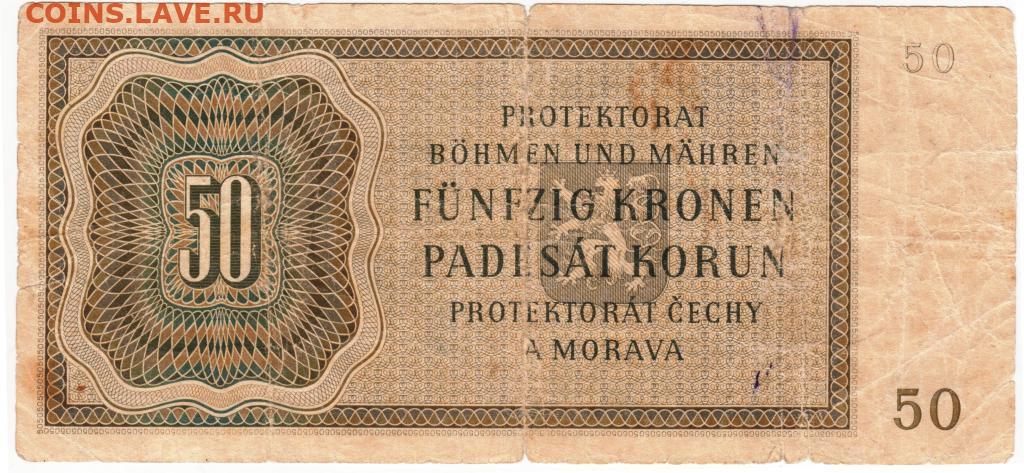 COINS.LAVE.RU
50
PROTEKTORAT
BÖHMEN UND MÄHREN
FÜNFZIG KRONEN
50
PADESÁT KORUN
PROTEKTORÁT ČECHY
A MORAVA
50